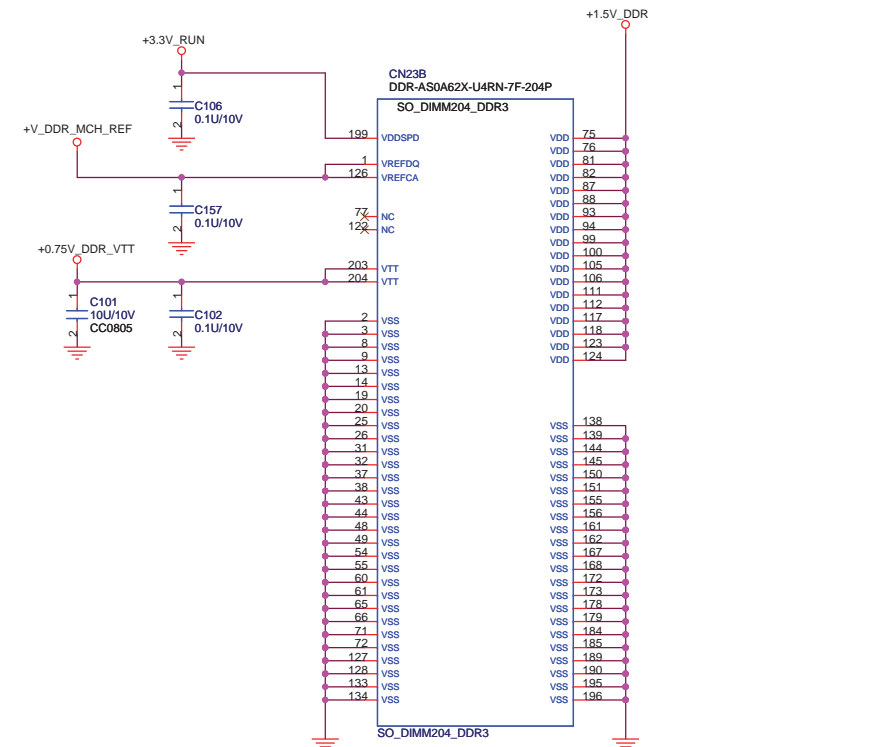 +1.5V_DDR
+3.3V_RUN
CN23B
DDR-AS0A62X-U4RN-7F-204P
SO_DIMM204_DDR3
1
C106
0.1U/10V
2
+V_DDR_MCH_REF
199 VDDSPD
1 VREFDQ
126 VREFCA
1
C157
0.1U/10V
2
77 NC
122 NC
+0.75V_DDR_VTT
203 VTT
204 VTT
1
C101
10U/10V
CC0805
2
1
C102
0.1U/10V
2
2 VSS
3 VSS
8 VSS
9 VSS
13 VSS
14 VSS
19 VSS
20 VSS
25 VSS
26 VSS
31 VSS
32 VSS
37 VSS
38 VSS
43 VSS
44 VSS
48 VSS
49 VSS
54 VSS
55 VSS
60 VSS
61 VSS
65 VSS
66 VSS
71 VSS
72 VSS
127 VSS
128 VSS
133 VSS
134 VSS
VDD 75
VDD 76
VDD 81
VDD 82
VDD 87
VDD 88
VDD 93
VDD 94
VDD 99
VDD 100
VDD 105
VDD 106
VDD 111
VDD 112
VDD 117
VDD 118
VDD 123
VDD 124
VSS 138
VSS 139
VSS 144
VSS 145
VSS 150
VSS 151
VSS 155
VSS 156
VSS 161
VSS 162
VSS 167
VSS 168
VSS 172
VSS 173
VSS 178
VSS 179
VSS 184
VSS 185
VSS 189
VSS 190
VSS 195
VSS 196
SO_DIMM204_DDR3